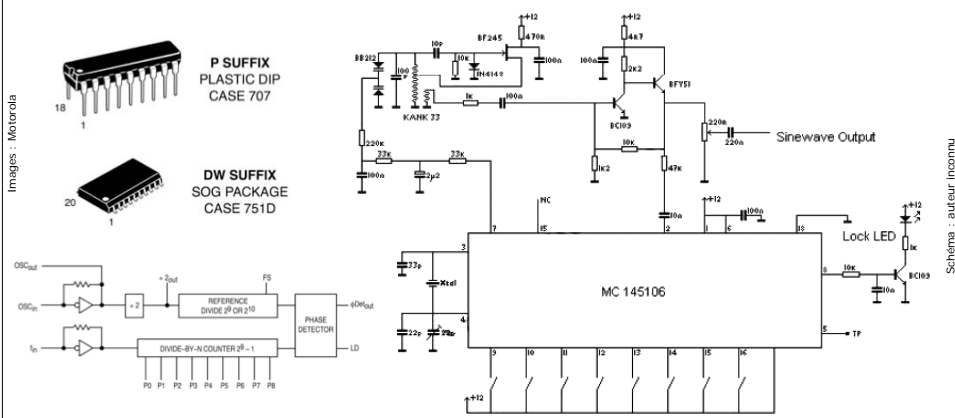 Images : Motorola
P SUFFIX
PLASTIC DIP
CASE 707
18
1
DW SUFFIX
SOG PACKAGE
CASE 751D
20
1
OSCout
÷ 2out
FS
OSCin
÷ 2
REFERENCE
DIVIDE 2⁹ OR 2¹⁰
PHASE
DETECTOR
ϕDetout
LD
fin
DIVIDE–BY–N COUNTER 2⁹ – 1
P0 P1 P2 P3 P4 P5 P6 P7 P8
+12
470n
BF245
10p
BB212
100p
10K
1N4148
100n
KANK 33
1K
100n
+12
4K7
100n
2K2
BFY51
BC109
220n
220n
Sinewave Output
10K
1K2
47K
220K
33K
33K
100n
2µ2
NC
10n
+12
100n
7
15
2
1
6
18
3
33p
Xtal
4
22p
MC 145106
8
10K
10n
BC109
1K
Lock LED
+12
5
TP
9
10
11
12
13
14
15
16
+12
Schéma : auteur inconnu